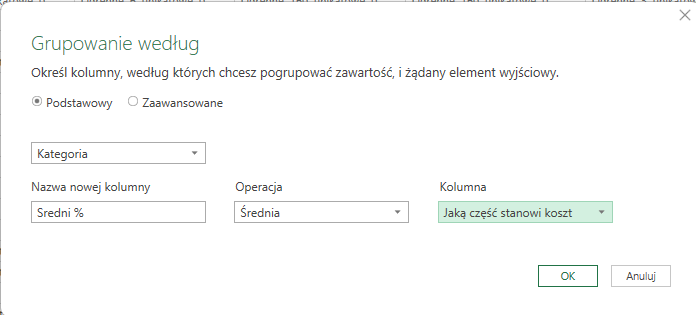 Grupowanie według
Określ kolumny, według których chcesz pogrupować zawartość, i żądany element wyjściowy.
Podstawowy Zaawansowane
Kategoria
Nazwa nowej kolumny Operacja Kolumna
Sredni % Średnia Jaką część stanowi koszt
OK Anuluj